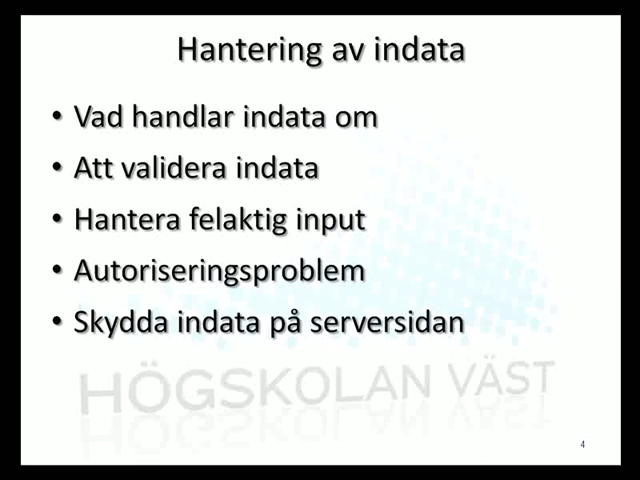 Hantering av indata
• Vad handlar indata om
• Att validera indata
• Hantera felaktig input
• Autoriseringsproblem
• Skydda indata på serversidan
HÖGSKOLAN VÄST
4